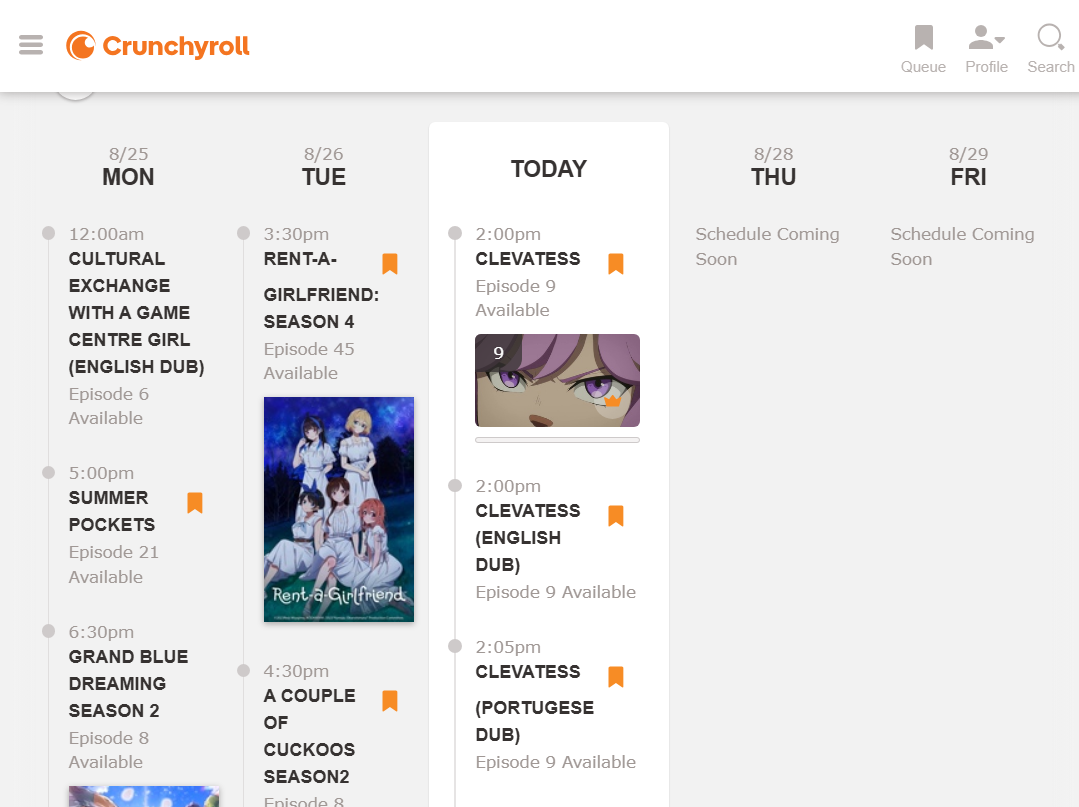 Crunchyroll
Queue
Profile
Search
8/25
MON
12:00am
CULTURAL
EXCHANGE
WITH A GAME
CENTRE GIRL
(ENGLISH DUB)
Episode 6
Available
5:00pm
SUMMER
POCKETS
Episode 21
Available
6:30pm
GRAND BLUE
DREAMING
SEASON 2
Episode 8
Available
8/26
TUE
3:30pm
RENT-A-
GIRLFRIEND:
SEASON 4
Episode 45
Available
Rent-a-Girlfriend
4:30pm
A COUPLE
OF
CUCKOOS
SEASON2
Episode 8
TODAY
2:00pm
CLEVATESS
Episode 9
Available
9
2:00pm
CLEVATESS
(ENGLISH
DUB)
Episode 9 Available
2:05pm
CLEVATESS
(PORTUGESE
DUB)
Episode 9 Available
8/28
THU
Schedule Coming
Soon
8/29
FRI
Schedule Coming
Soon